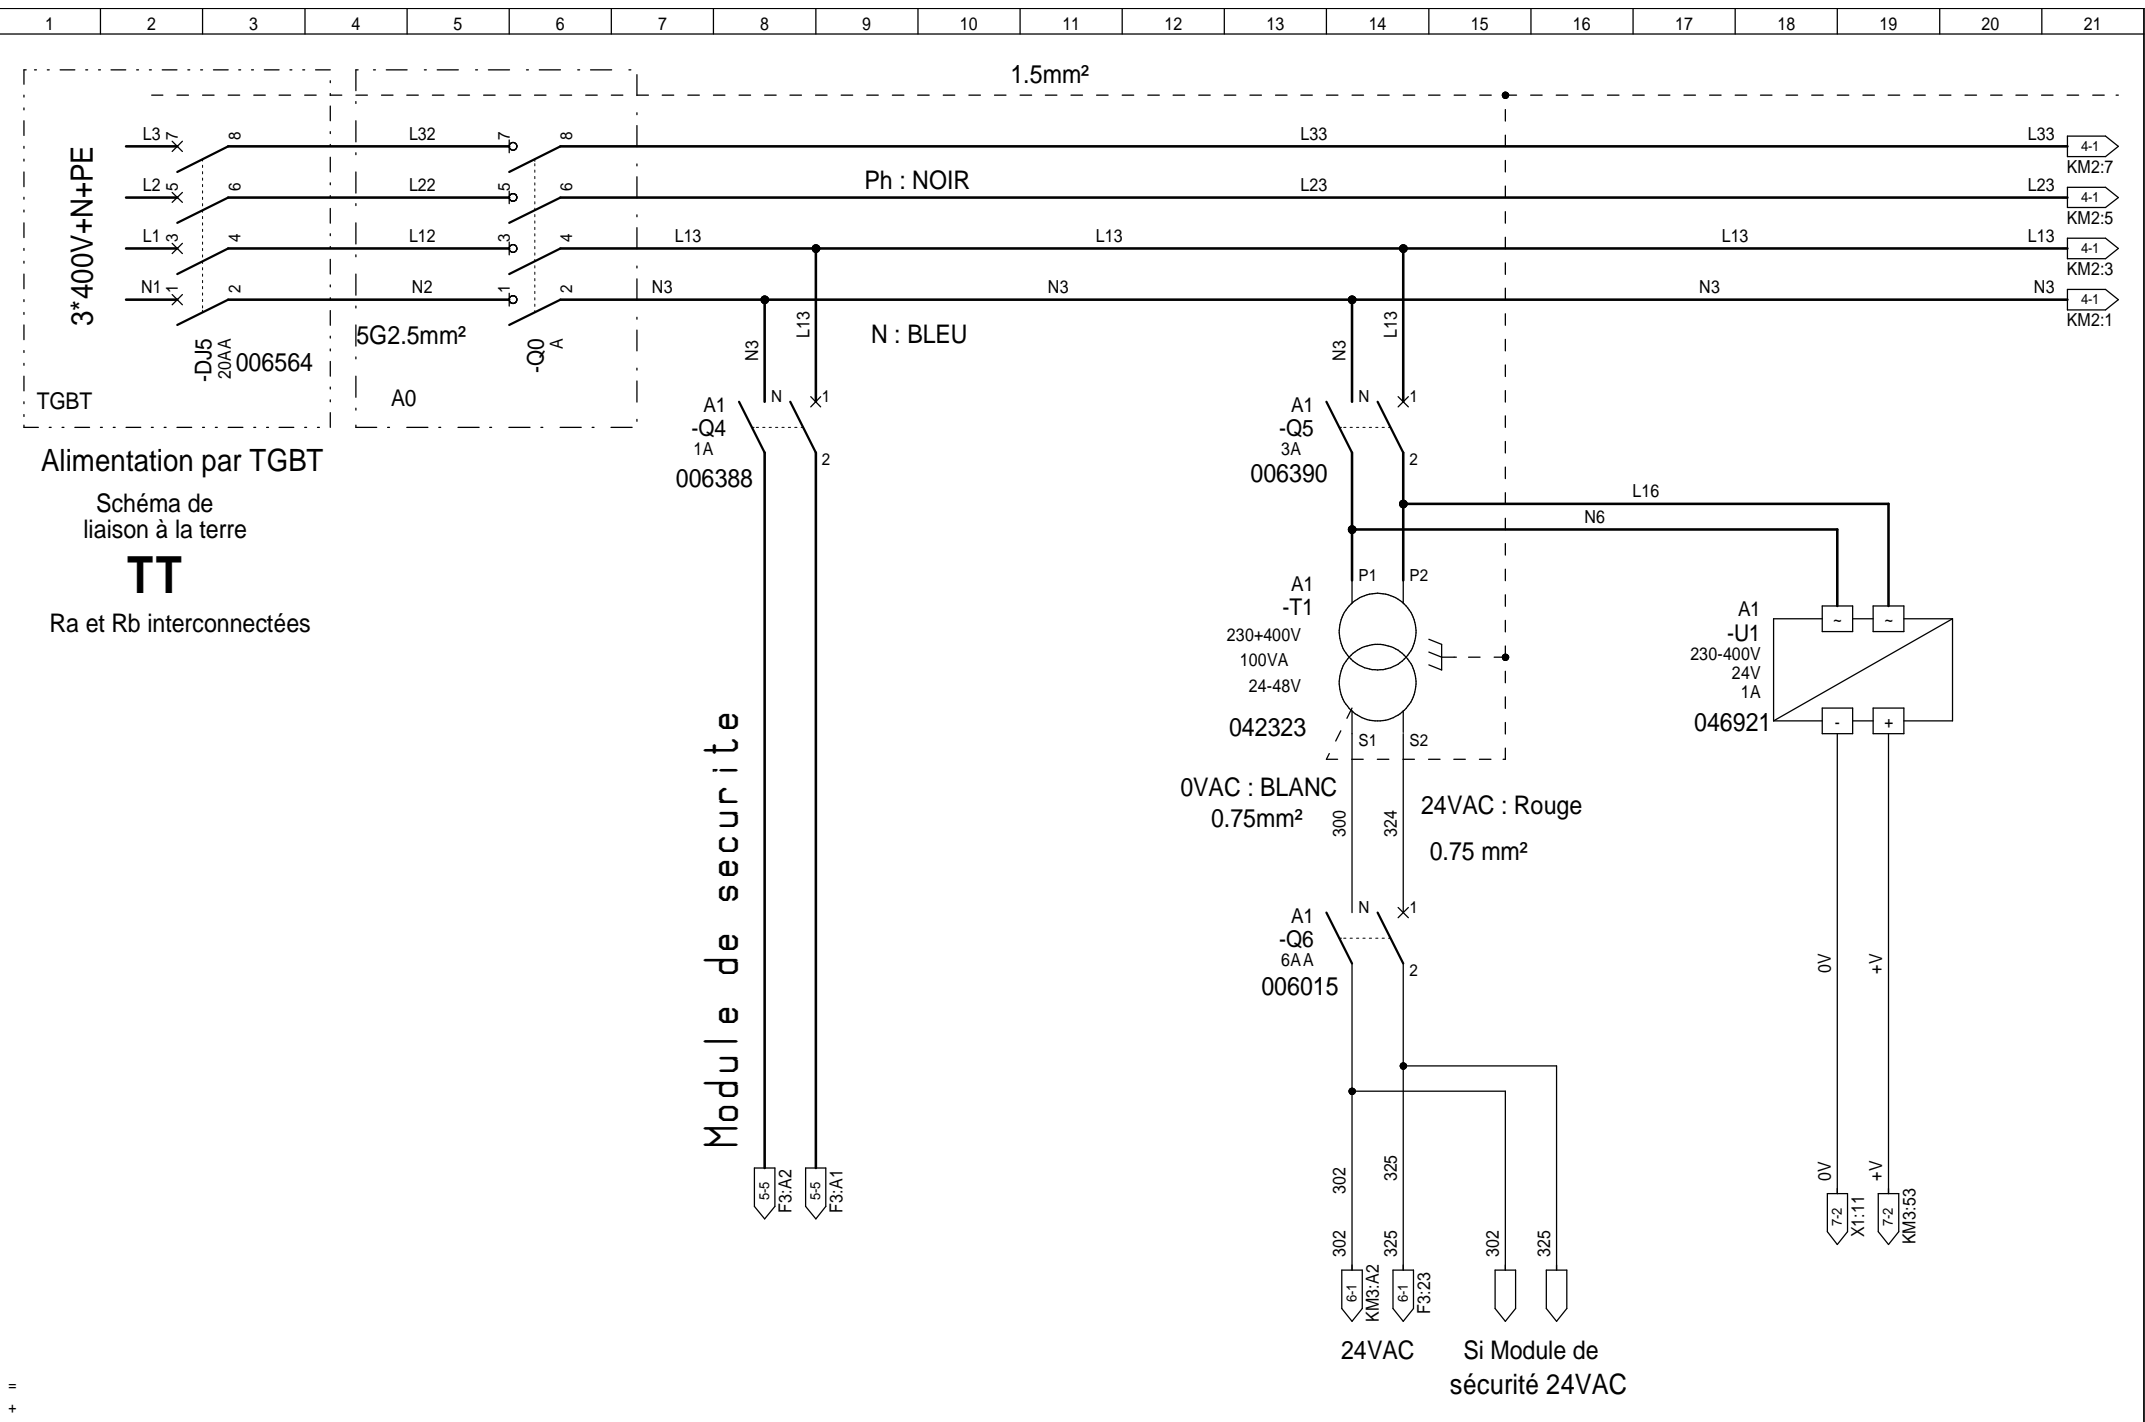 1 2 3 4 5 6 7 8 9 10 11 12 13 14 15 16 17 18 19 20 21
1.5mm²
3*400V+N+PE
L3 7 8 L32 7 8 L33 L33 4-1
KM2:7
Ph : NOIR
L2 5 6 L22 5 6 L23 L23 4-1
KM2:5
L1 3 4 L12 3 4 L13 L13 L13 L13 4-1
KM2:3
N1 1 2 N2 1 2 N3 N3 N3 N3 4-1
KM2:1
-DJ5
20AA
006564
5G2.5mm²
-Q0
A
N3
L13
N : BLEU
N3
L13
TGBT
A0
A1
-Q4
1A
006388
N
1
2
A1
-Q5
3A
006390
N
1
2
Alimentation par TGBT
Schéma de
liaison à la terre
TT
Ra et Rb interconnectées
L16
N6
A1
-T1
230+400V
100VA
24-48V
042323
P1
P2
S1
S2
A1
-U1
230-400V
24V
1A
046921
~
~
-
+
Module de securite
0VAC : BLANC
0.75mm²
300
324
24VAC : Rouge
0.75 mm²
A1
-Q6
6AA
006015
N
1
2
0V
+V
5-5
F3:A2
5-5
F3:A1
302
325
0V
+V
7-2
X1:11
7-2
KM3:53
302
325
302
325
6-1
KM3:A2
6-1
F3:23
24VAC
Si Module de
sécurité 24VAC
=
+